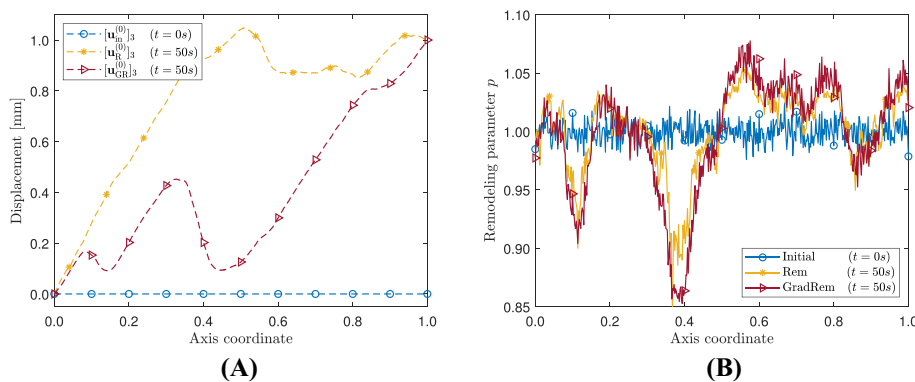 1.0
0.8
0.6
0.4
0.2
0.0
Displacement [mm]
[u_in^(0)]_3 (t = 0s)
[u_R^(0)]_3 (t = 50s)
[u_GR^(0)]_3 (t = 50s)
0.0 0.2 0.4 0.6 0.8 1.0
Axis coordinate
(A)
1.10
1.05
1.00
0.95
0.90
0.85
Remodeling parameter p
Initial (t = 0s)
Rem (t = 50s)
GradRem (t = 50s)
0.0 0.2 0.4 0.6 0.8 1.0
Axis coordinate
(B)